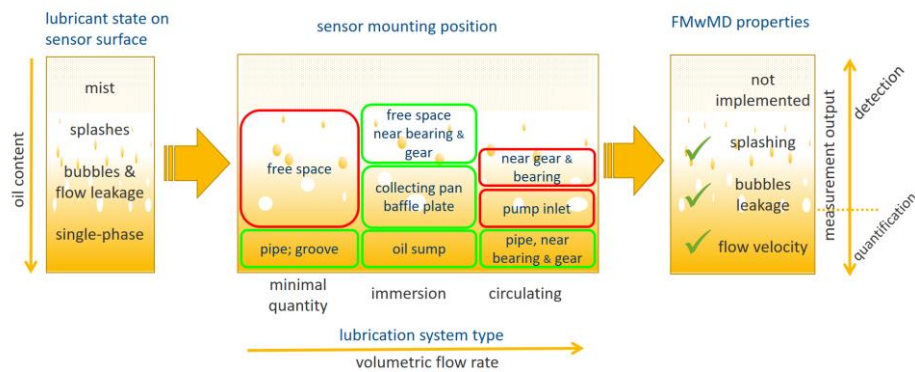 lubricant state on
sensor surface
oil content
mist
splashes
bubbles &
flow leakage
single-phase
sensor mounting position
free space
pipe; groove
free space
near bearing &
gear
collecting pan
baffle plate
oil sump
near gear &
bearing
pump inlet
pipe, near
bearing & gear
minimal
quantity
immersion
circulating
lubrication system type
volumetric flow rate
FMwMD properties
not
implemented
splashing
bubbles
leakage
flow velocity
measurement output
detection
quantification